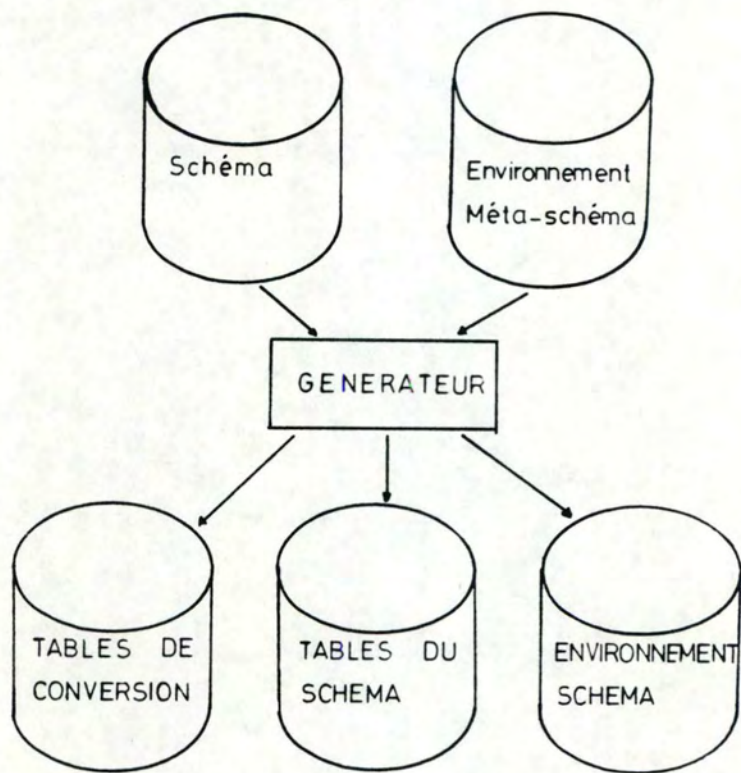 Schéma
Environnement
Méta-schéma
GENERATEUR
TABLES DE
CONVERSION
TABLES DU
SCHEMA
ENVIRONNEMENT
SCHEMA